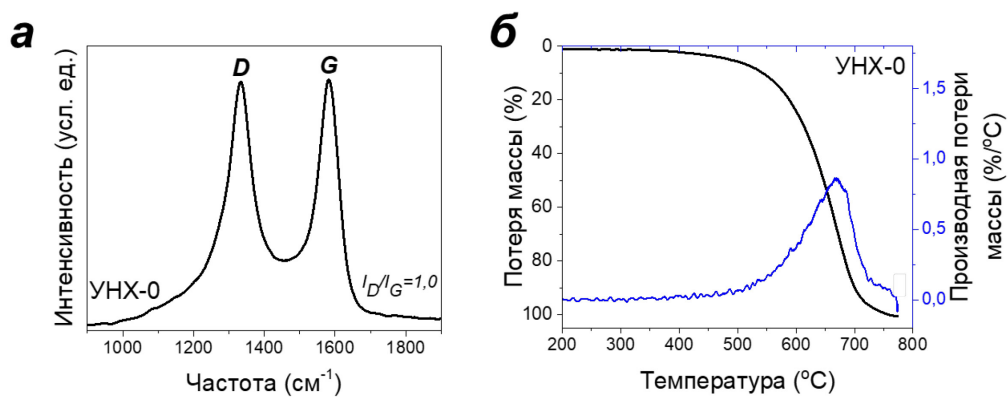 а
D
G
УНХ-0
I_D/I_G=1,0
Интенсивность (усл. ед.)
1000 1200 1400 1600 1800
Частота (см⁻¹)
б
УНХ-0
0
20
40
60
80
100
Потеря массы (%)
1,5
1,0
0,5
0,0
Производная потери
массы (%/°C)
200 300 400 500 600 700 800
Температура (°C)